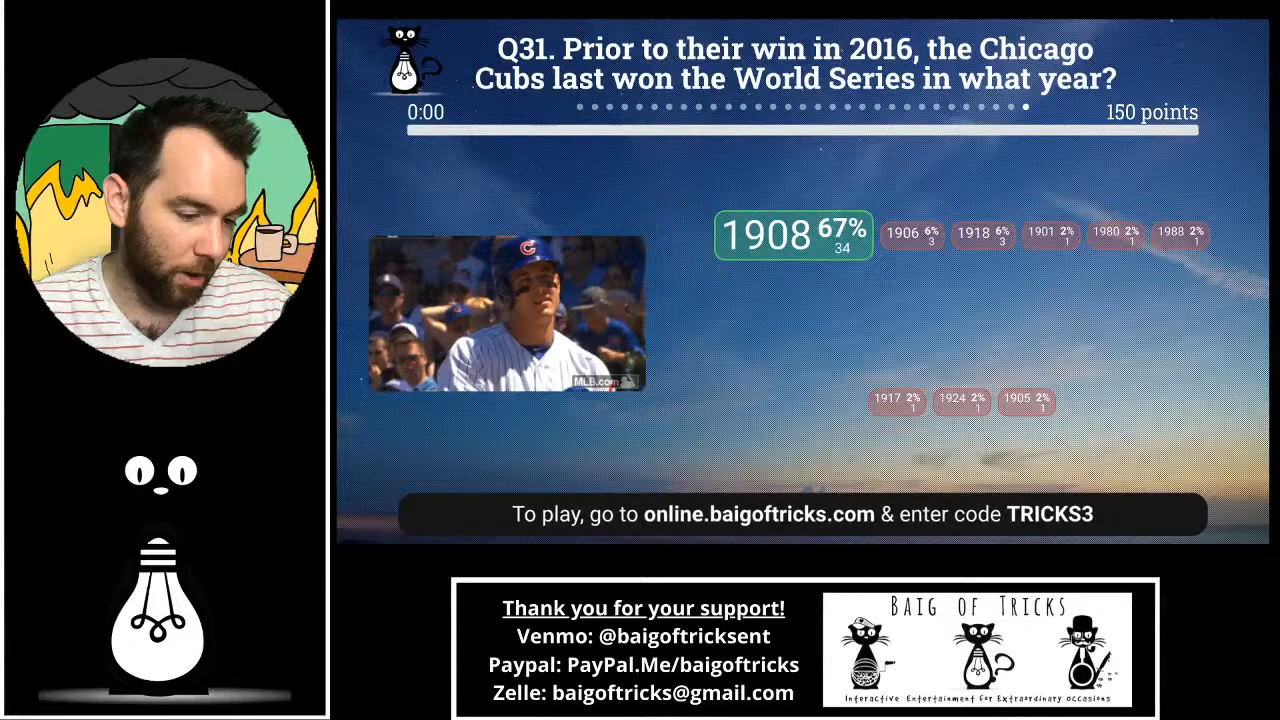 Q31. Prior to their win in 2016, the Chicago
Cubs last won the World Series in what year?
0:00
150 points
1908 67% 34
1906 6% 3
1918 6% 3
1901 2% 1
1980 2% 1
1988 2% 1
C
MLB.com
1917 2% 1
1924 2% 1
1905 2% 1
To play, go to online.baigoftricks.com & enter code TRICKS3
Thank you for your support!
Venmo: @baigoftricksent
Paypal: PayPal.Me/baigoftricks
Zelle: baigoftricks@gmail.com
BAIG OF TRICKS
Interactive Entertainment for Extraordinary occasions